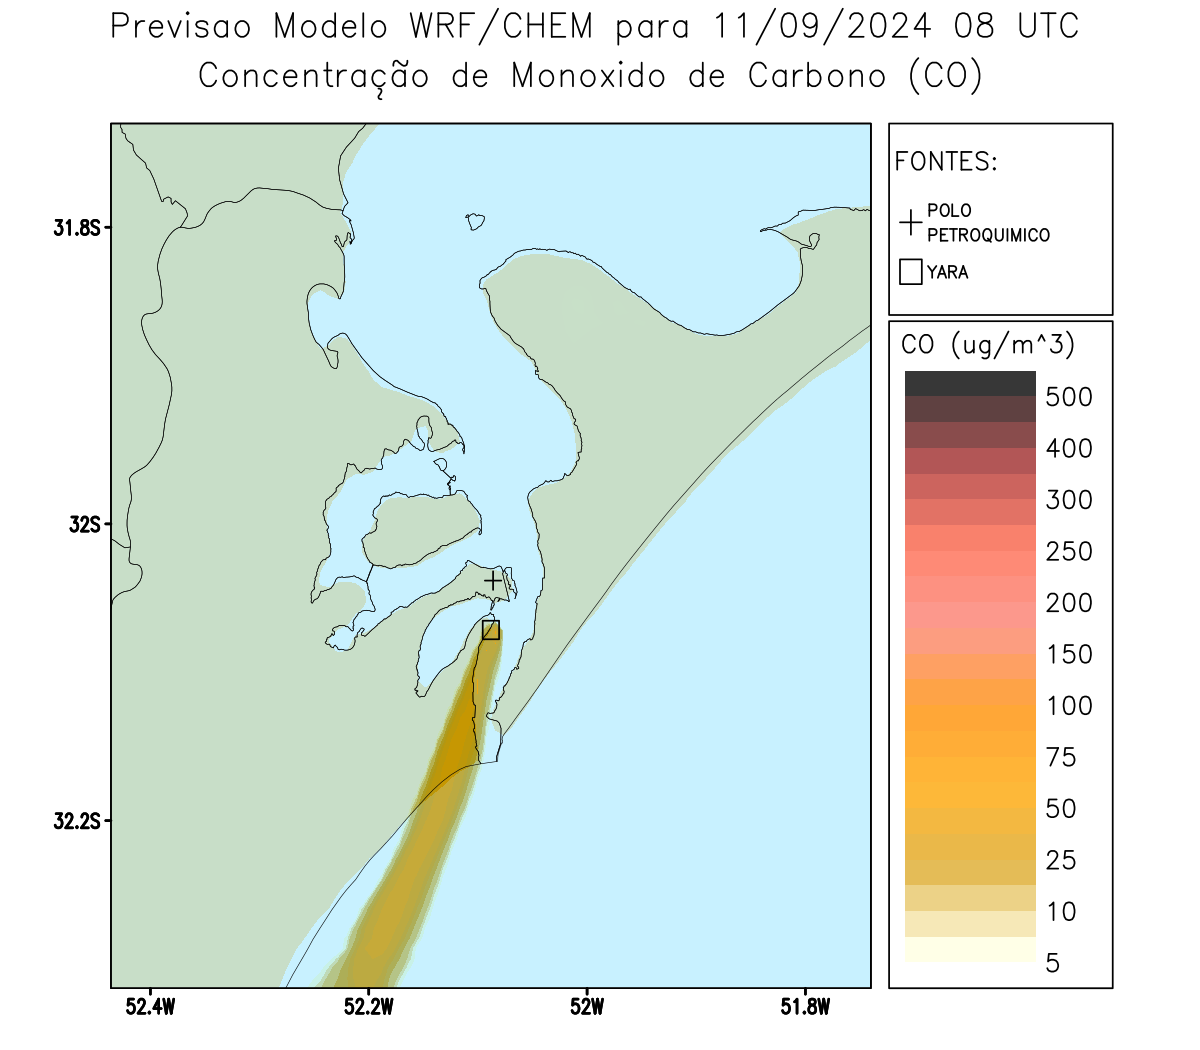 Previsao Modelo WRF/CHEM para 11/09/2024 08 UTC
Concentração de Monoxido de Carbono (CO)
FONTES:
POLO
PETROQUIMICO
YARA
CO (ug/m^3)
500
400
300
250
200
150
100
75
50
25
10
5
31.8S
32S
32.2S
52.4W
52.2W
52W
51.8W